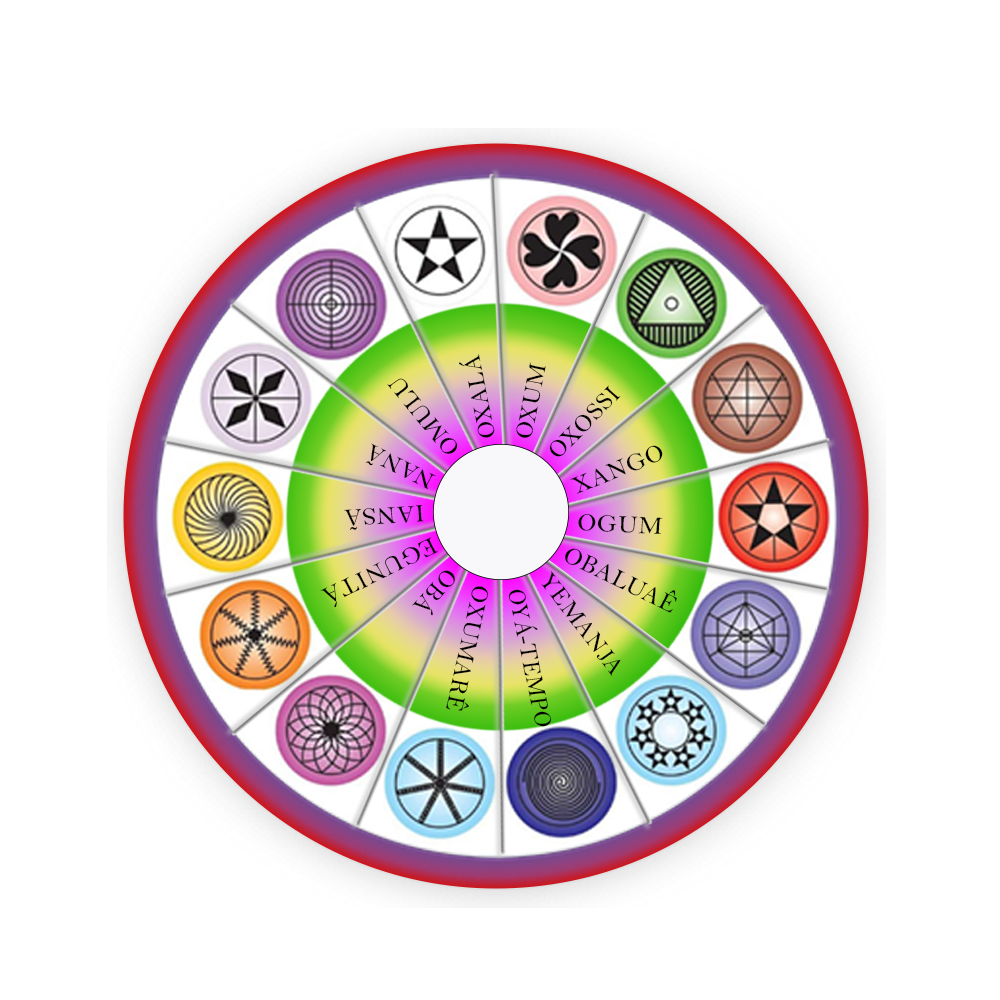 OXALÁ
OXUM
OXOSSI
XANGO
OGUM
OBALUAÊ
YEMANJA
OYÁ-TEMPO
OXUMARÊ
OBÁ
EGUNITÁ
IANSÃ
NANÃ
OMULU